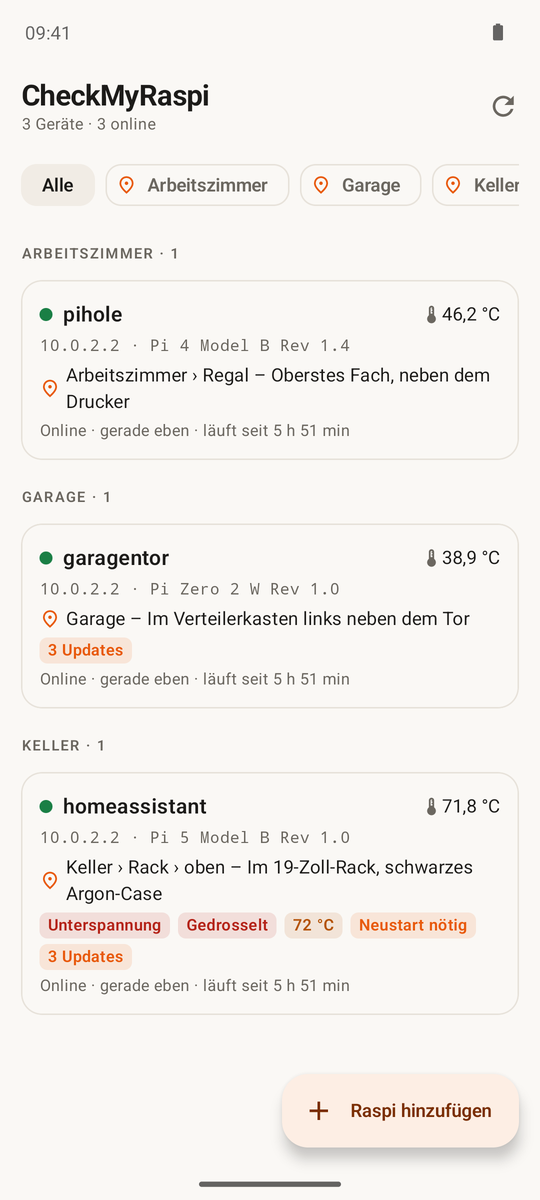 09:41
CheckMyRaspi
3 Geräte · 3 online
Alle
Arbeitszimmer
Garage
Keller
ARBEITSZIMMER · 1
pihole
46,2 °C
10.0.2.2 · Pi 4 Model B Rev 1.4
Arbeitszimmer › Regal – Oberstes Fach, neben dem
Drucker
Online · gerade eben · läuft seit 5 h 51 min
GARAGE · 1
garagentor
38,9 °C
10.0.2.2 · Pi Zero 2 W Rev 1.0
Garage – Im Verteilerkasten links neben dem Tor
3 Updates
Online · gerade eben · läuft seit 5 h 51 min
KELLER · 1
homeassistant
71,8 °C
10.0.2.2 · Pi 5 Model B Rev 1.0
Keller › Rack › oben – Im 19-Zoll-Rack, schwarzes
Argon-Case
Unterspannung
Gedrosselt
72 °C
Neustart nötig
3 Updates
Online · gerade eben · läuft seit 5 h 51 min
Raspi hinzufügen